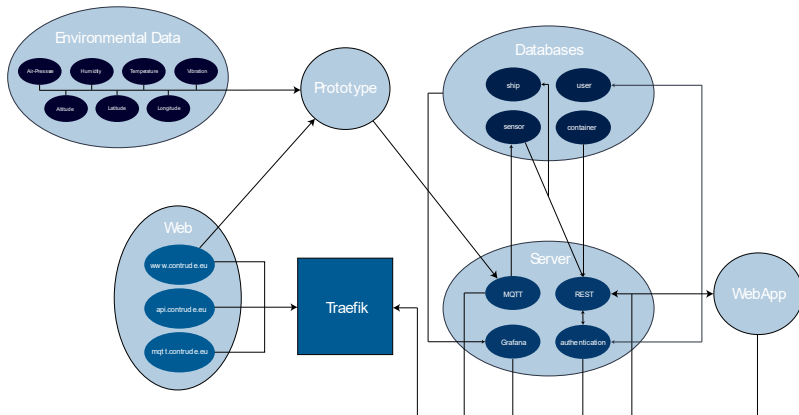 Environmental Data
Air-Pressure
Humidity
Temperature
Vibration
Altitude
Latitude
Longitude
Prototype
Databases
ship
user
sensor
container
Web
www.contrude.eu
api.contrude.eu
mqtt.contrude.eu
Traefik
Server
MQTT
REST
Grafana
authentication
WebApp